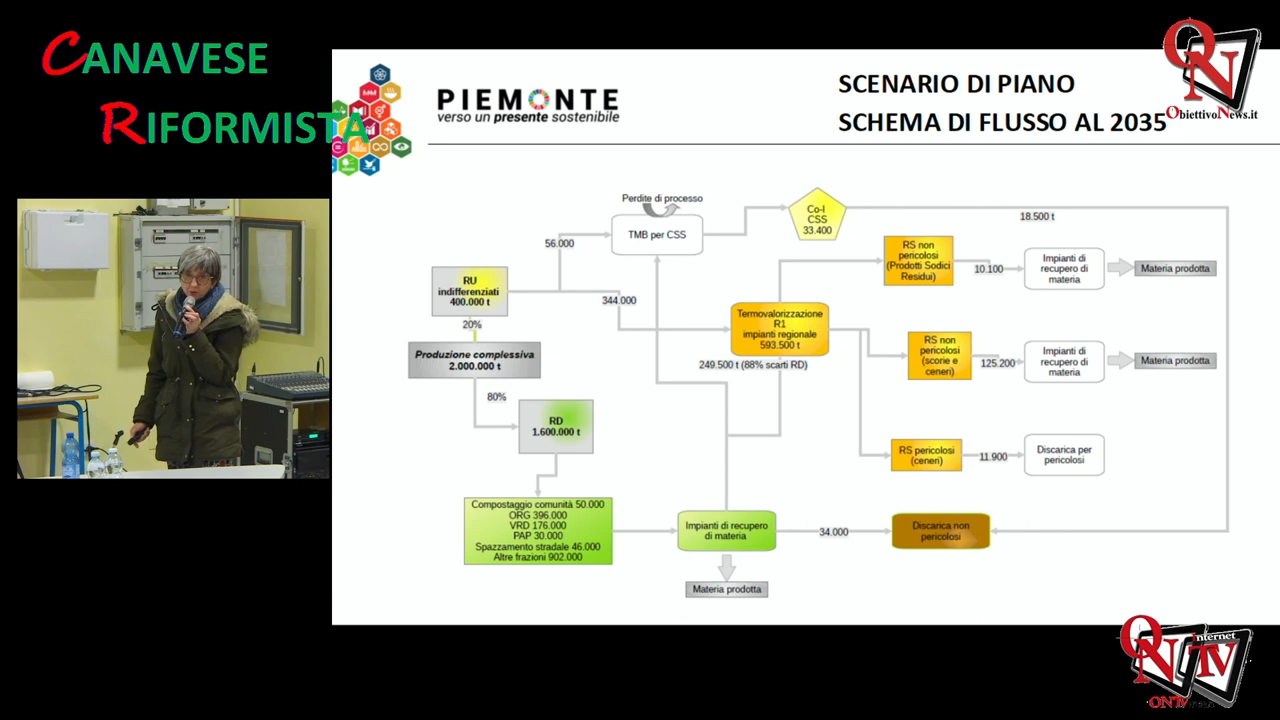 CANAVESE
RIFORMISTA
PIEMONTE
verso un presente sostenibile
SCENARIO DI PIANO
SCHEMA DI FLUSSO AL 2035
ON
ObiettivoNews.it
Perdite di processo
TMB per CSS
56.000
Co-I
CSS
33.400
18.500 t
RU
indifferenziati
400.000 t
344.000
20%
Produzione complessiva
2.000.000 t
80%
RD
1.600.000 t
Termovalorizzazione
R1
impianti regionale
593.500 t
249.500 t (88% scarti RD)
RS non
pericolosi
(Prodotti Sodici
Residui)
10.100
Impianti di
recupero di
materia
Materia prodotta
RS non
pericolosi
(scorie e
ceneri)
125.200
Impianti di
recupero di
materia
Materia prodotta
RS pericolosi
(ceneri)
11.900
Discarica per
pericolosi
Compostaggio comunità 50.000
ORG 396.000
VRD 176.000
PAP 30.000
Spazzamento stradale 46.000
Altre frazioni 902.000
Impianti di recupero
di materia
34.000
Discarica non
pericolosi
Materia prodotta
internet
ON TV